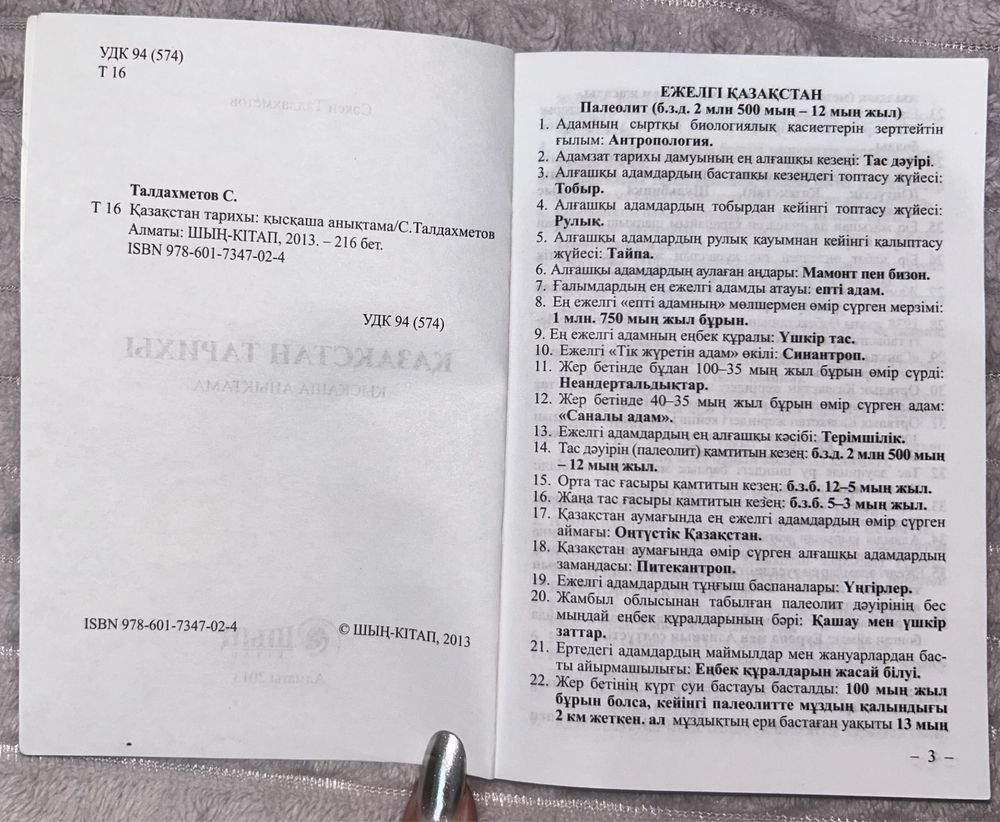 УДК 94 (574)
Т 16
Талдахметов С.
Т 16 Қазақстан тарихы: қысқаша анықтама/С.Талдахметов
Алматы: ШЫҢ-КІТАП, 2013. – 216 бет.
ISBN 978-601-7347-02-4
УДК 94 (574)
ISBN 978-601-7347-02-4
© ШЫҢ-КІТАП, 2013
ЕЖЕЛГІ ҚАЗАҚСТАН
Палеолит (б.з.д. 2 млн 500 мың – 12 мың жыл)
1. Адамның сыртқы биологиялық қасиеттерін зерттейтін
ғылым: Антропология.
2. Адамзат тарихы дамуының ең алғашқы кезеңі: Тас дәуірі.
3. Алғашқы адамдардың бастапқы кезеңдегі топтасу жүйесі:
Тобыр.
4. Алғашқы адамдардың тобырдан кейінгі топтасу жүйесі:
Рулық.
5. Алғашқы адамдардың рулық қауымнан кейінгі қалыптасу
жүйесі: Тайпа.
6. Алғашқы адамдардың аулаған аңдары: Мамонт пен бизон.
7. Ғалымдардың ең ежелгі адамды атауы: епті адам.
8. Ең ежелгі «епті адамның» мөлшермен өмір сүрген мерзімі:
1 млн. 750 мың жыл бұрын.
9. Ең ежелгі адамның еңбек құралы: Үшкір тас.
10. Ежелгі «Тік жүретін адам» өкілі: Синантроп.
11. Жер бетінде бұдан 100–35 мың жыл бұрын өмір сүрді:
Неандертальдықтар.
12. Жер бетінде 40–35 мың жыл бұрын өмір сүрген адам:
«Саналы адам».
13. Ежелгі адамдардың ең алғашқы кәсібі: Терімшілік.
14. Тас дәуірін (палеолит) қамтитын кезең: б.з.д. 2 млн 500 мың
– 12 мың жыл.
15. Орта тас ғасыры қамтитын кезең: б.з.б. 12–5 мың жыл.
16. Жаңа тас ғасыры қамтитын кезең: б.з.б. 5–3 мың жыл.
17. Қазақстан аумағында ең ежелгі адамдардың өмір сүрген
аймағы: Оңтүстік Қазақстан.
18. Қазақстан аумағында өмір сүрген алғашқы адамдардың
замандасы: Питекантроп.
19. Ежелгі адамдардың тұңғыш баспаналары: Үңгірлер.
20. Жамбыл облысынан табылған палеолит дәуірінің бес
мыңдай еңбек құралдарының бәрі: Қашау мен үшкір
заттар.
21. Ертедегі адамдардың маймылдар мен жануарлардан бас-
ты айырмашылығы: Еңбек құралдарын жасай білуі.
22. Жер бетінің күрт суи бастауы басталды: 100 мың жыл
бұрын болса, кейінгі палеолитте мұздың қалыңдығы
2 км жеткен. ал мұздықтың ери бастаған уақыты 13 мың
– 3 –